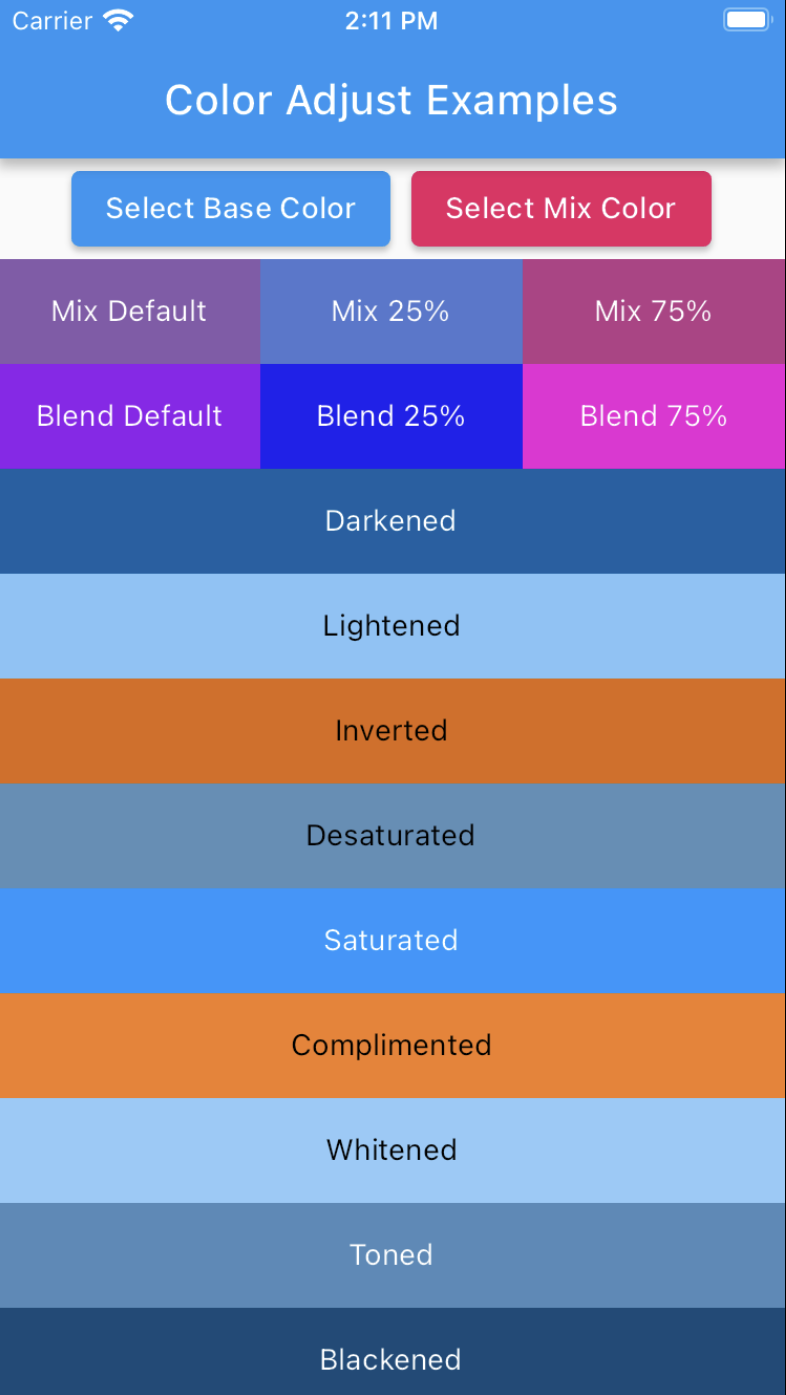 Carrier 2:11 PM
Color Adjust Examples
Select Base Color Select Mix Color
Mix Default Mix 25% Mix 75%
Blend Default Blend 25% Blend 75%
Darkened
Lightened
Inverted
Desaturated
Saturated
Complimented
Whitened
Toned
Blackened